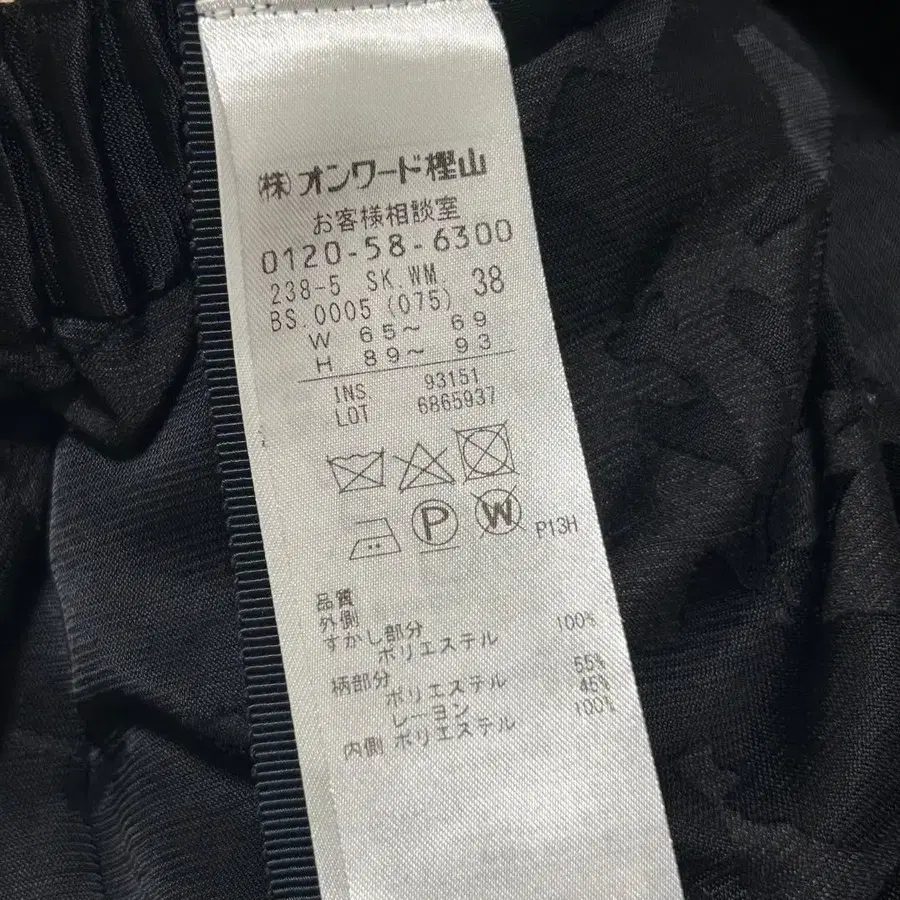 (株)オンワード樫山
お客様相談室
0120-58-6300
238-5 SK.WM
BS.0005 (075) 38
W 65〜 69
H 89〜 93
INS 93151
LOT 6865937
P W P13H
品質
外側
すかし部分
ポリエステル 100%
柄部分
ポリエステル 55%
レーヨン 45%
内側 ポリエステル 100%